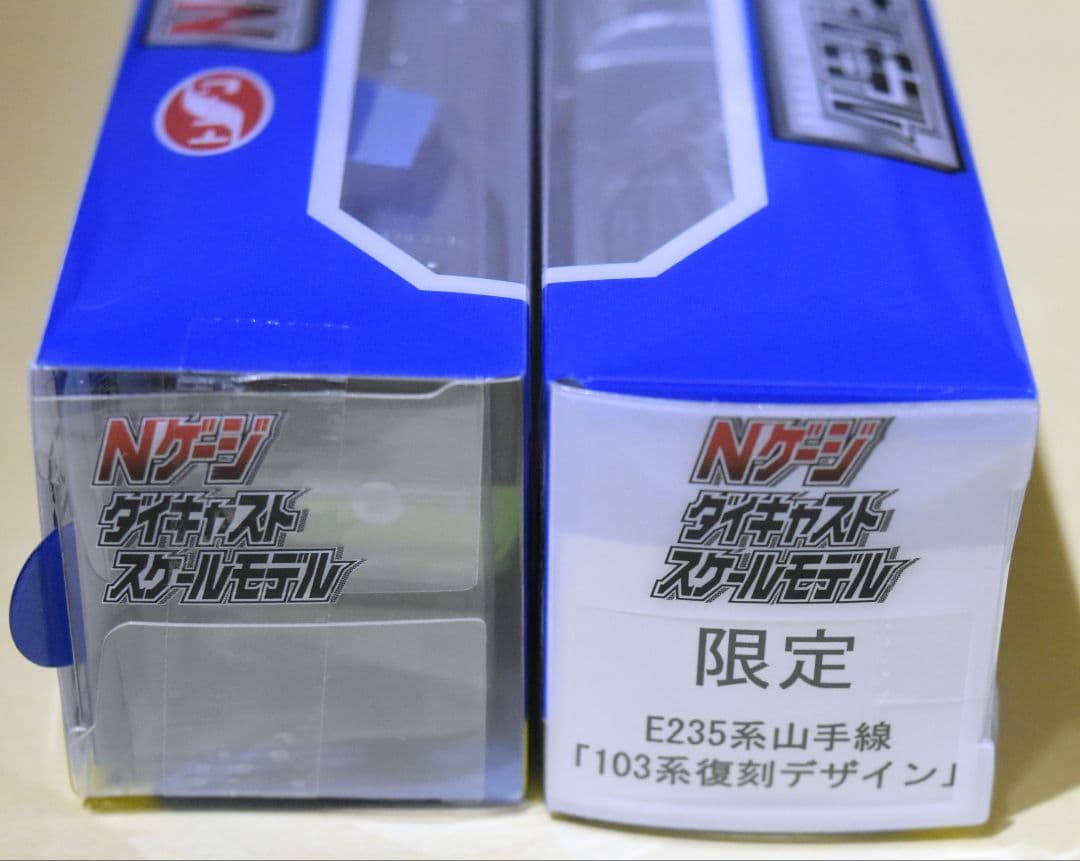 N
Nゲージ
ダイキャスト
スケールモデル
Nゲージ
ダイキャスト
スケールモデル
限定
E235系山手線
「103系復刻デザイン」